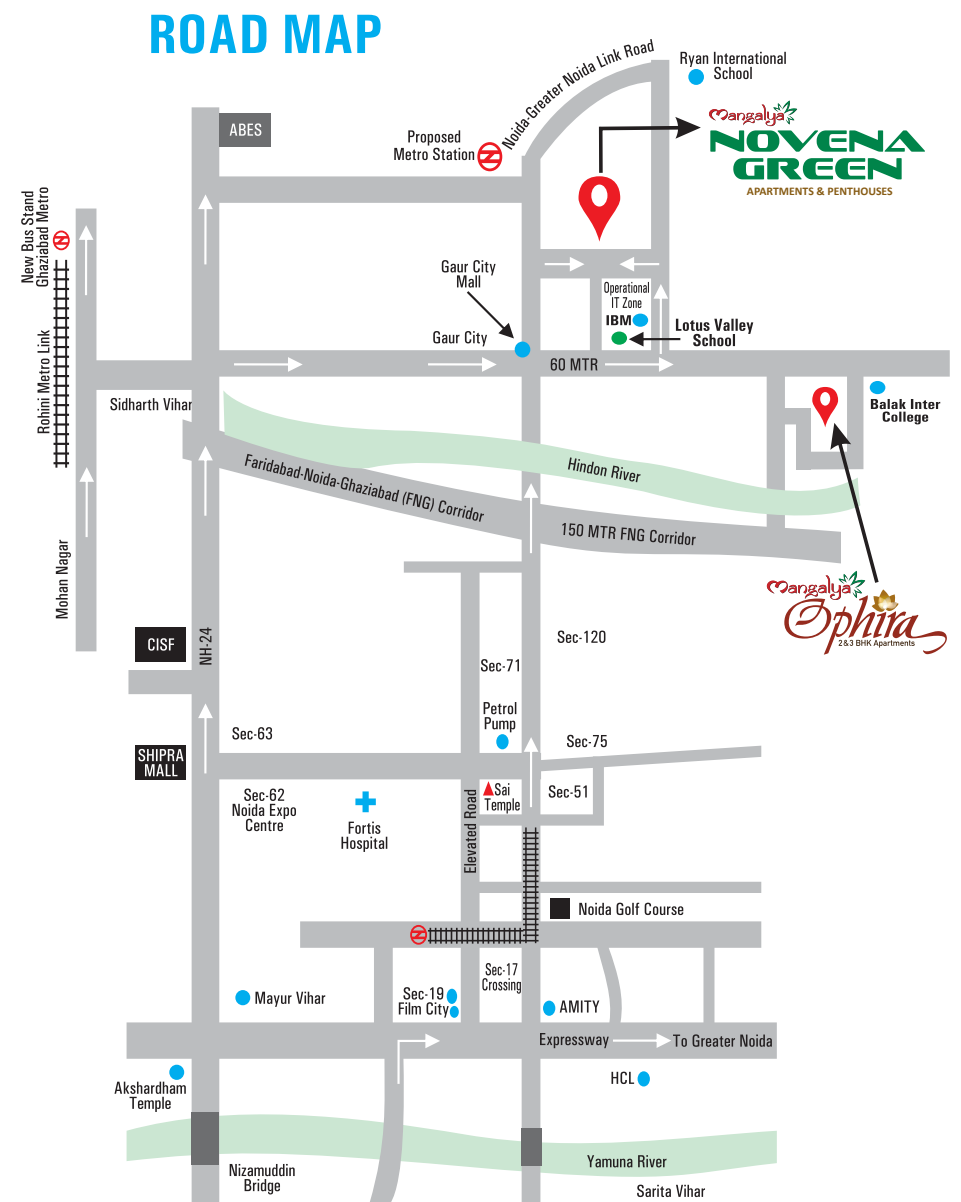 ROAD MAP
Noida-Greater Noida Link Road
Ryan International
School
Mangalya
NOVENA
GREEN
APARTMENTS & PENTHOUSES
ABES
Proposed
Metro Station
New Bus Stand
Ghaziabad Metro
Rohini Metro Link
Gaur City
Mall
Gaur City
Operational
IT Zone
IBM
Lotus Valley
School
60 MTR
Sidharth Vihar
Balak Inter
College
Hindon River
Faridabad-Noida-Ghaziabad (FNG) Corridor
150 MTR FNG Corridor
Mohan Nagar
Mangalya
Ophira
2&3 BHK Apartments
CISF
NH-24
Sec-120
Sec-71
Petrol
Pump
Sec-63
Sec-75
SHIPRA
MALL
Sec-62
Noida Expo
Centre
Fortis
Hospital
Elevated Road
Sai
Temple
Sec-51
Noida Golf Course
Sec-17
Crossing
Mayur Vihar
Sec-19
Film City
AMITY
Expressway
To Greater Noida
Akshardham
Temple
HCL
Nizamuddin
Bridge
Yamuna River
Sarita Vihar